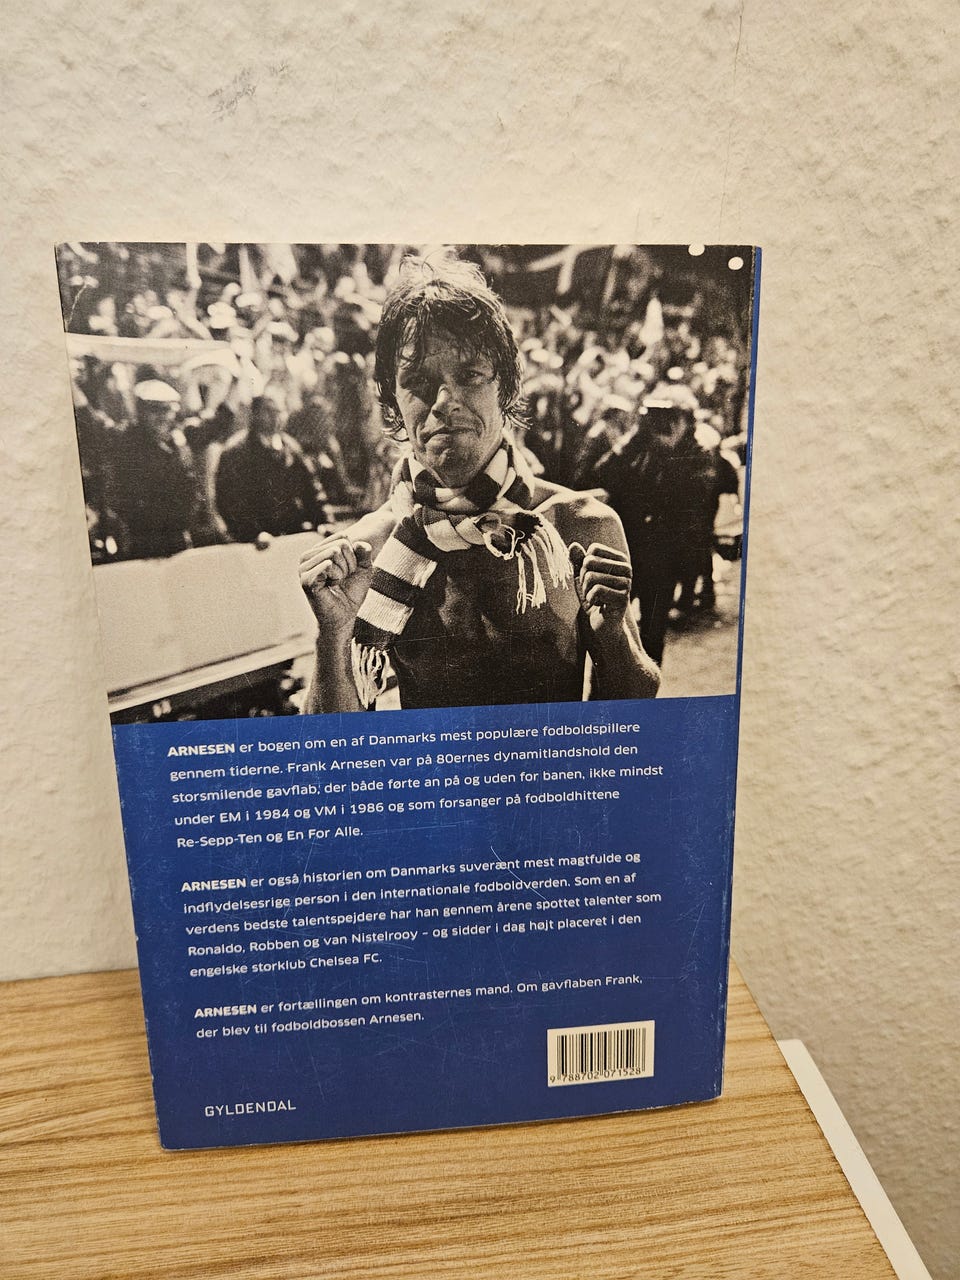 ARNESEN er bogen om en af Danmarks mest populære fodboldspillere
gennem tiderne. Frank Arnesen var på 80ernes dynamitlandshold den
storsmilende gavflab, der både førte an på og uden for banen, ikke mindst
under EM i 1984 og VM i 1986 og som forsanger på fodboldhittene
Re-Sepp-Ten og En For Alle.
ARNESEN er også historien om Danmarks suverænt mest magtfulde og
indflydelsesrige person i den internationale fodboldverden. Som en af
verdens bedste talentspejdere har han gennem årene spottet talenter som
Ronaldo, Robben og van Nistelrooy – og sidder i dag højt placeret i den
engelske storklub Chelsea FC.
ARNESEN er fortællingen om kontrasternes mand. Om gavflaben Frank,
der blev til fodboldbossen Arnesen.
9 788702 071528
GYLDENDAL